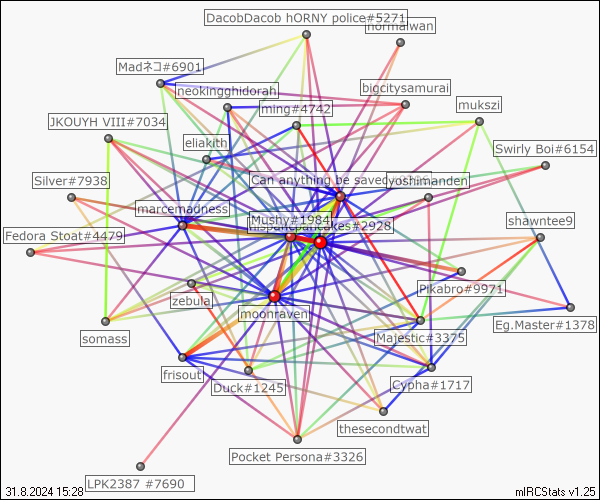 DacobDacob hORNY police#5271
normalwan
Madネコ#6901
neokingghidorah
bigcitysamurai
ming#4742
mukszi
JKOUYH VIII#7034
eliakith
Swirly Boi#6154
Silver#7938
Can anything be saved
yoshimanden
marcemadness
Mushy#1984
hispanicpancakes#2928
shawntee9
Fedora Stoat#4479
Pikabro#9971
zebula
moonraven
Eg.Master#1378
somass
Majestic#3375
frisout
Duck#1245
Cypha#1717
thesecondtwat
Pocket Persona#3326
LPK2387 #7690
31.8.2024 15:28
mIRCStats v1.25